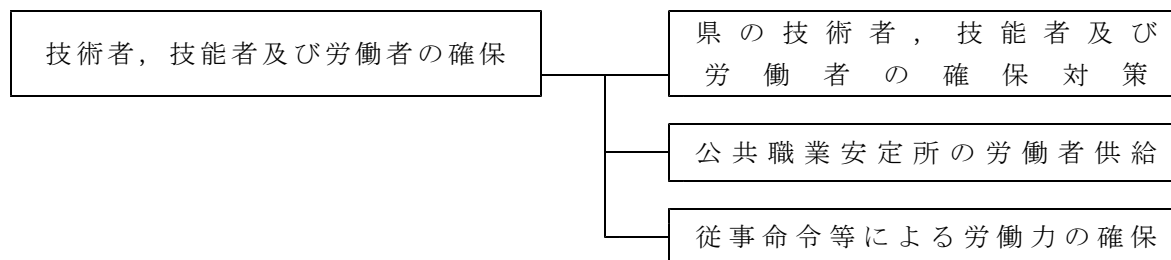 技術者，技能者及び労働者の確保
県の技術者，技能者及び
労働者の確保対策
公共職業安定所の労働者供給
従事命令等による労働力の確保